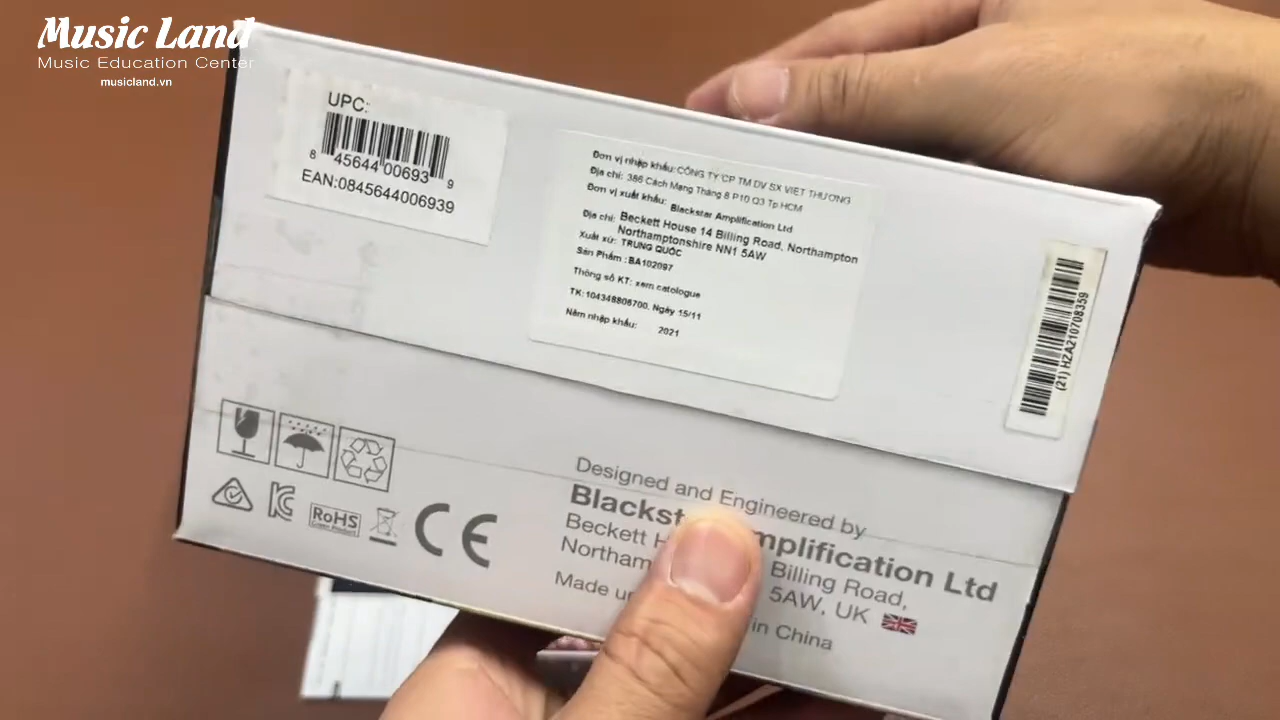 Music Land
Music Education Center
musicland.vn
UPC:
8 45644 00693 9
EAN:0845644006939
Đơn vị nhập khẩu: CÔNG TY CP TM DV SX VIỆT THƯƠNG
Địa chỉ: 386 Cách Mạng Tháng 8 P10 Q3 Tp.HCM
Đơn vị xuất khẩu: Blackstar Amplification Ltd
Địa chỉ: Beckett House 14 Billing Road, Northampton
Northamptonshire NN1 5AW
Xuất xứ: TRUNG QUỐC
Sản Phẩm : BA102097
Thông số KT: xem catologue
TK: 104348806700, Ngày 15/11
Năm nhập khẩu: 2021
(21) HZA210708359
RoHS
Green Product
CE
Designed and Engineered by
Blackst mplification Ltd
Beckett H Billing Road,
Northam 5AW, UK
Made in China